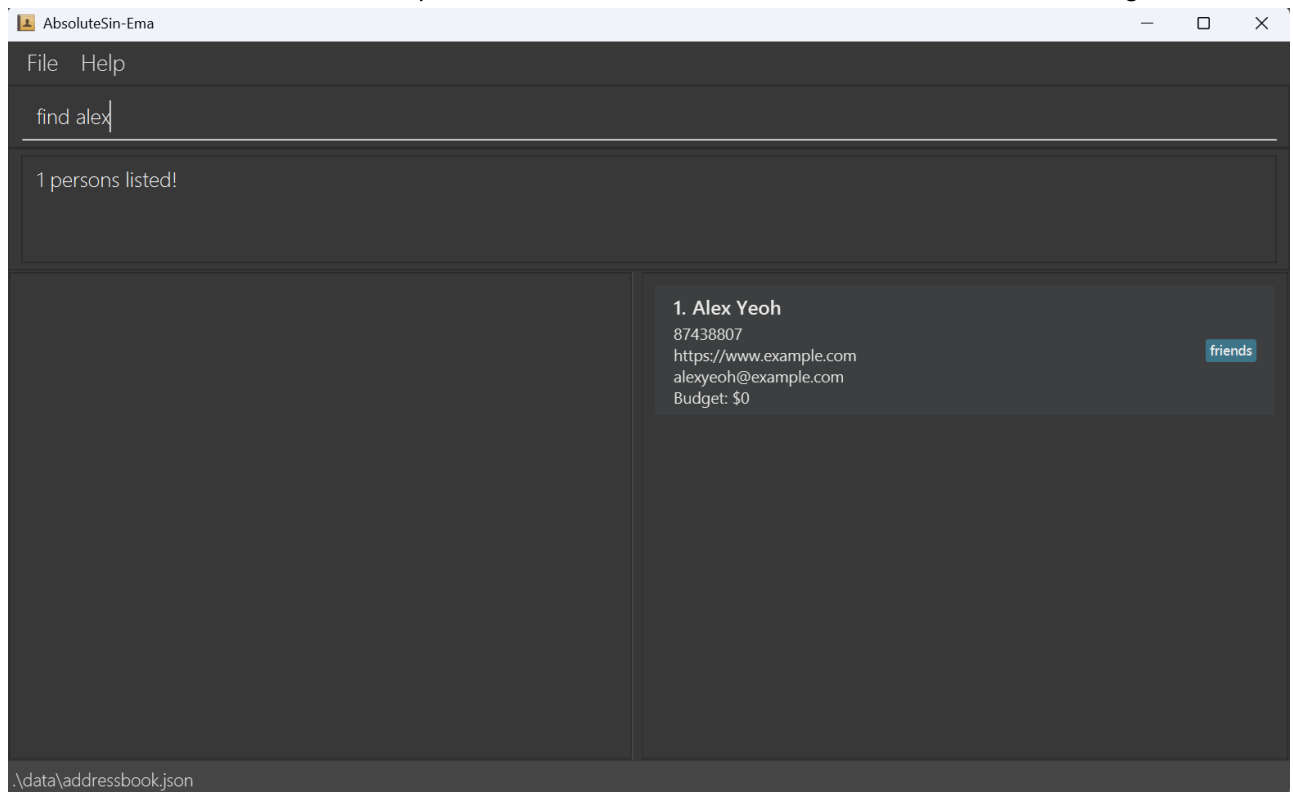 AbsoluteSin-Ema
File Help
find alex
1 persons listed!
1. Alex Yeoh
87438807
https://www.example.com
friends
alexyeoh@example.com
Budget: $0
.\data\addressbook.json